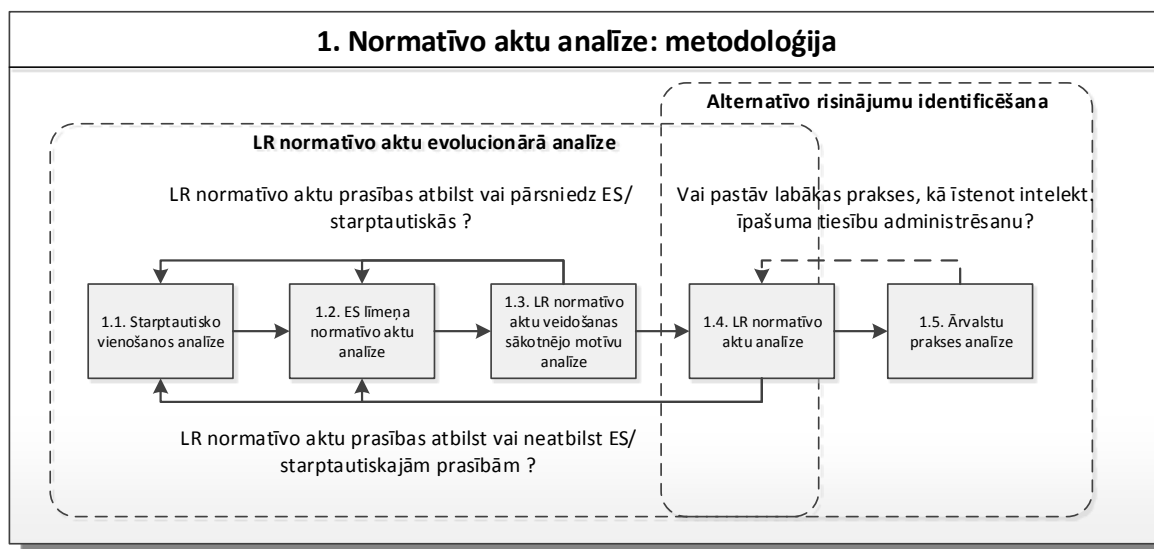 1. Normatīvo aktu analīze: metodoloģija
Alternatīvo risinājumu identificēšana
LR normatīvo aktu evolucionārā analīze
LR normatīvo aktu prasības atbilst vai pārsniedz ES/
starptautiskās ?
Vai pastāv labākas prakses, kā īstenot intelekt.
īpašuma tiesību administrēsanu?
1.1. Starptautisko
vienošanos analīze
1.2. ES līmeņa
normatīvo aktu
analīze
1.3. LR normatīvo
aktu veidošanas
sākotnējo motīvu
analīze
1.4. LR normatīvo
aktu analīze
1.5. Ārvalstu
prakses analīze
LR normatīvo aktu prasības atbilst vai neatbilst ES/
starptautiskajām prasībām ?